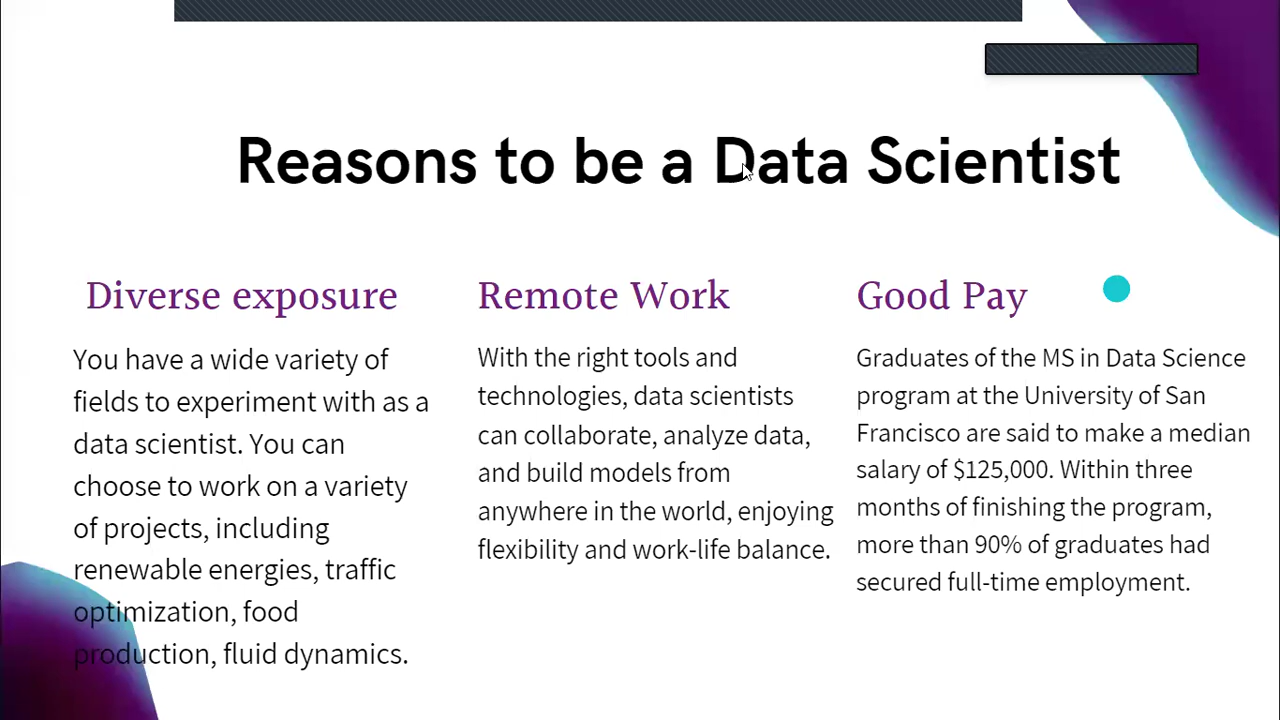 Reasons to be a Data Scientist
Diverse exposure
You have a wide variety of
fields to experiment with as a
data scientist. You can
choose to work on a variety
of projects, including
renewable energies, traffic
optimization, food
production, fluid dynamics.
Remote Work
With the right tools and
technologies, data scientists
can collaborate, analyze data,
and build models from
anywhere in the world, enjoying
flexibility and work-life balance.
Good Pay
Graduates of the MS in Data Science
program at the University of San
Francisco are said to make a median
salary of $125,000. Within three
months of finishing the program,
more than 90% of graduates had
secured full-time employment.